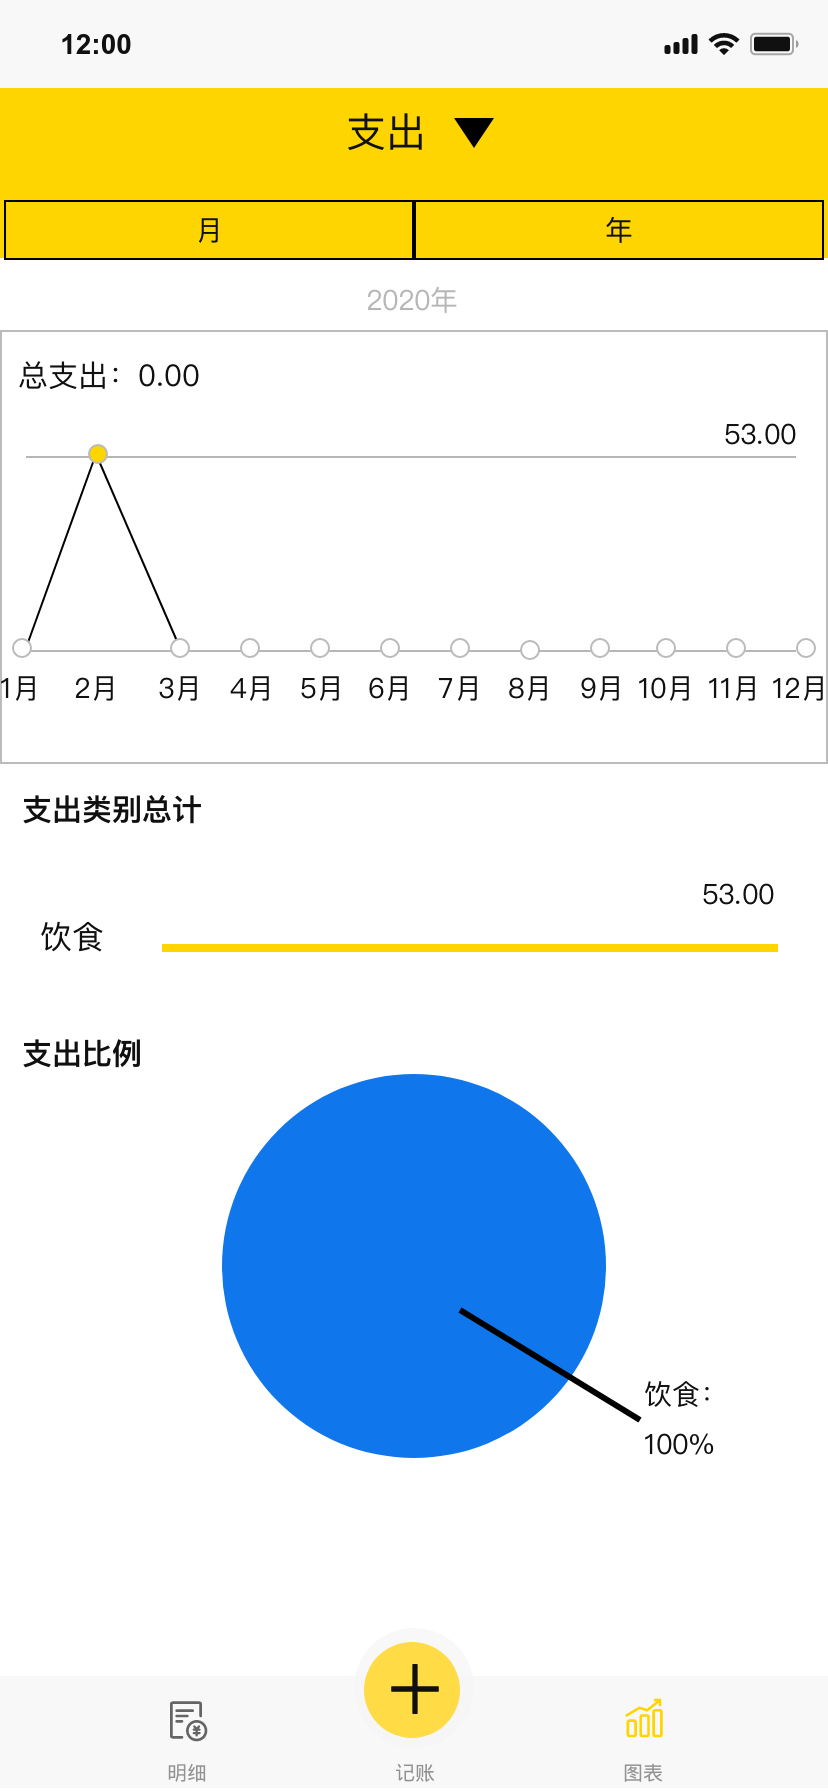 12:00
支出
月 年
2020年
总支出：0.00
53.00
1月 2月 3月 4月 5月 6月 7月 8月 9月 10月 11月 12月
支出类别总计
53.00
饮食
支出比例
饮食：
100%
明细 记账 图表